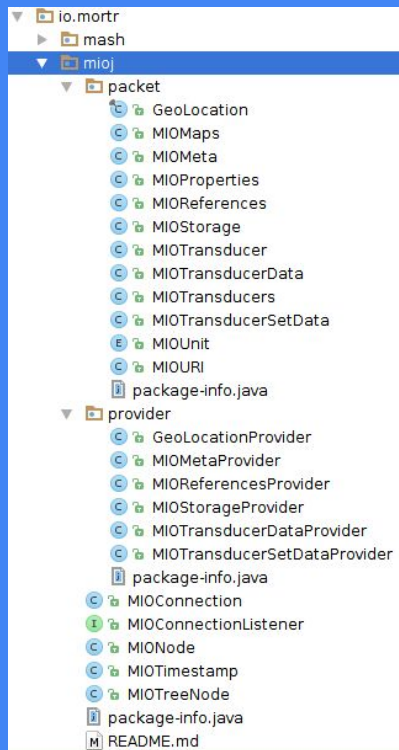 io.mortr
mash
mioj
packet
C GeoLocation
C MIOMaps
C MIOMeta
C MIOProperties
C MIOReferences
C MIOStorage
C MIOTransducer
C MIOTransducerData
C MIOTransducers
C MIOTransducerSetData
E MIOUnit
C MIOURI
package-info.java
provider
C GeoLocationProvider
C MIOMetaProvider
C MIOReferencesProvider
C MIOStorageProvider
C MIOTransducerDataProvider
C MIOTransducerSetDataProvider
package-info.java
C MIOConnection
I MIOConnectionListener
C MIONode
C MIOTimestamp
C MIOTreeNode
package-info.java
M README.md